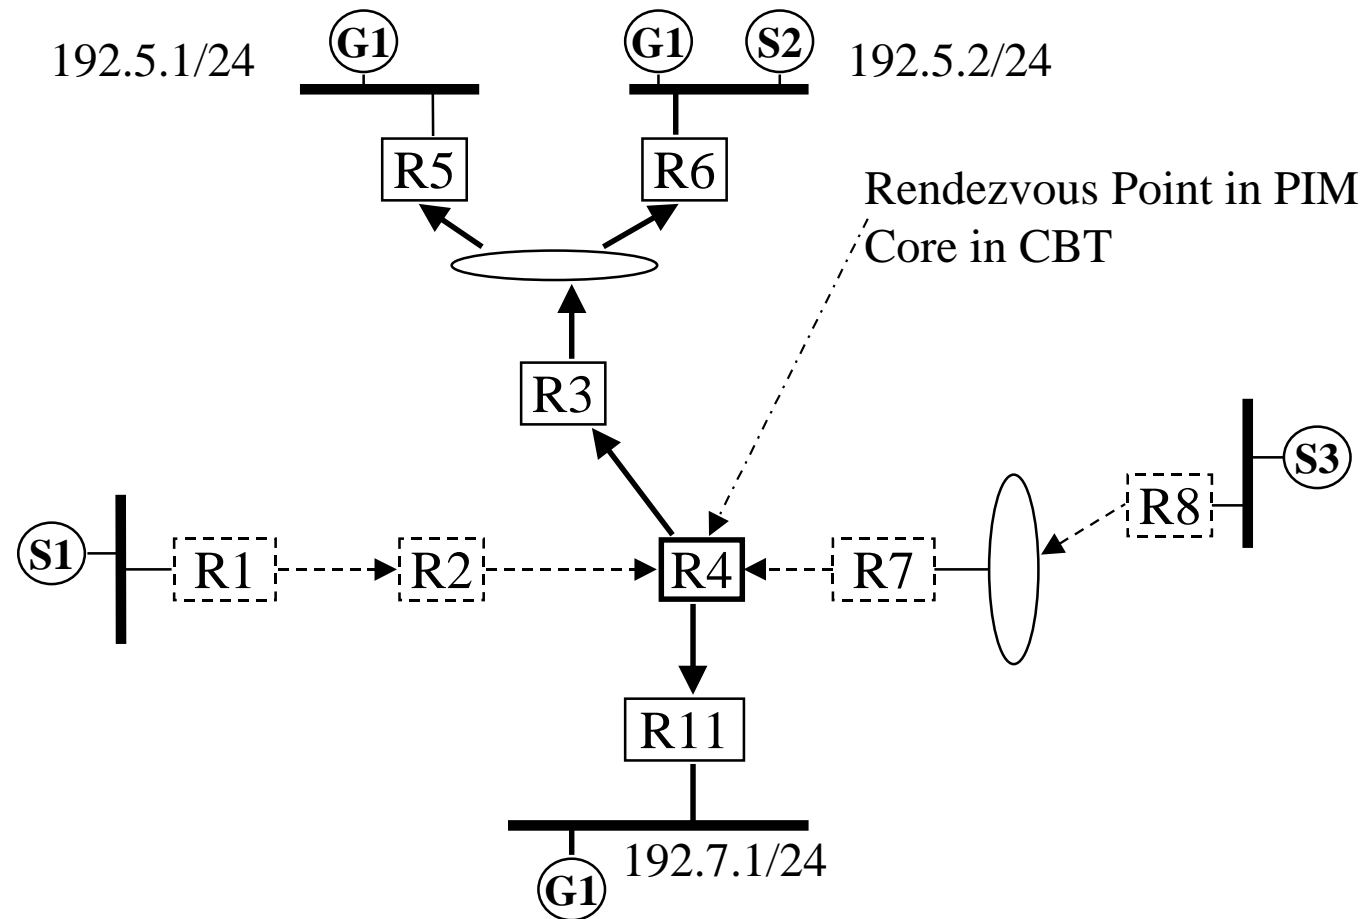 G1
G1
S2
192.5.1/24
192.5.2/24
R5
R6
Rendezvous Point in PIM
Core in CBT
R3
S3
R8
S1
R1
R2
R4
R7
R11
192.7.1/24
G1